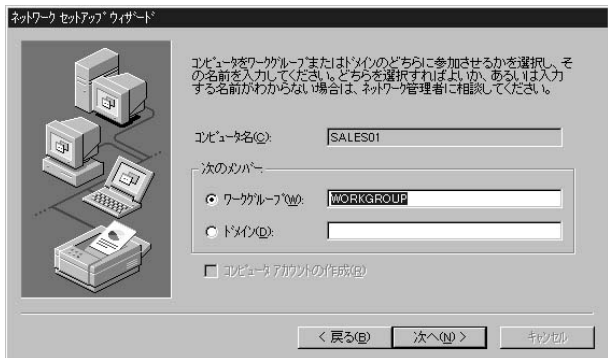 ネットワーク セットアップ ウィザード
コンピュータをワークグループまたはドメインのどちらに参加させるかを選択し、そ
の名前を入力してください。どちらを選択すればよいか、あるいは入力
する名前がわからない場合は、ネットワーク管理者に相談してください。
コンピュータ名(C): SALES01
次のメンバー
ワークグループ(W): WORKGROUP
ドメイン(D):
コンピュータ アカウントの作成(R)
< 戻る(B) 次へ(N) > キャンセル